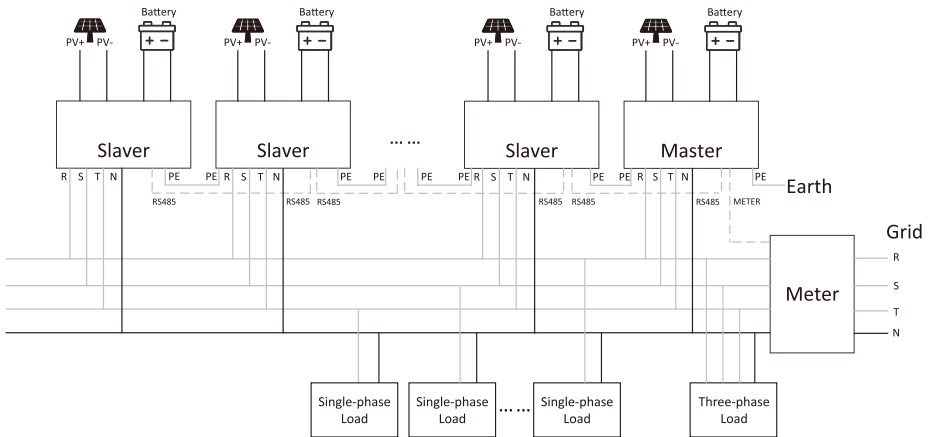 Battery Battery Battery Battery
PV+ PV- PV+ PV- PV+ PV- PV+ PV-
Slaver Slaver ... ... Slaver Master
R S T N PE PE R S T N PE PE PE PE R S T N PE PE R S T N PE
Earth
RS485 RS485 RS485 RS485 RS485 RS485 METER
Grid
R
Meter
S
T
N
Single-phase Load
Single-phase Load
... ...
Single-phase Load
Three-phase Load